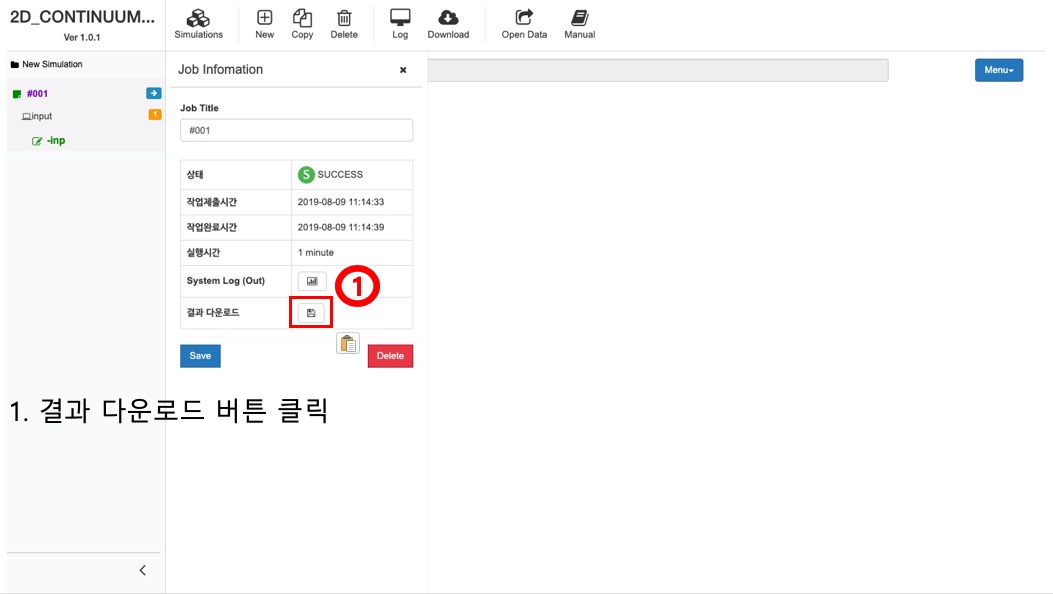 2D_CONTINUUM...
Ver 1.0.1
Simulations
New
Copy
Delete
Log
Download
Open Data
Manual
New Simulation
#001
input
1
-inp
Job Infomation
Menu
Job Title
#001
상태
S SUCCESS
작업제출시간
2019-08-09 11:14:33
작업완료시간
2019-08-09 11:14:39
실행시간
1 minute
System Log (Out)
1
결과 다운로드
Save
Delete
1. 결과 다운로드 버튼 클릭